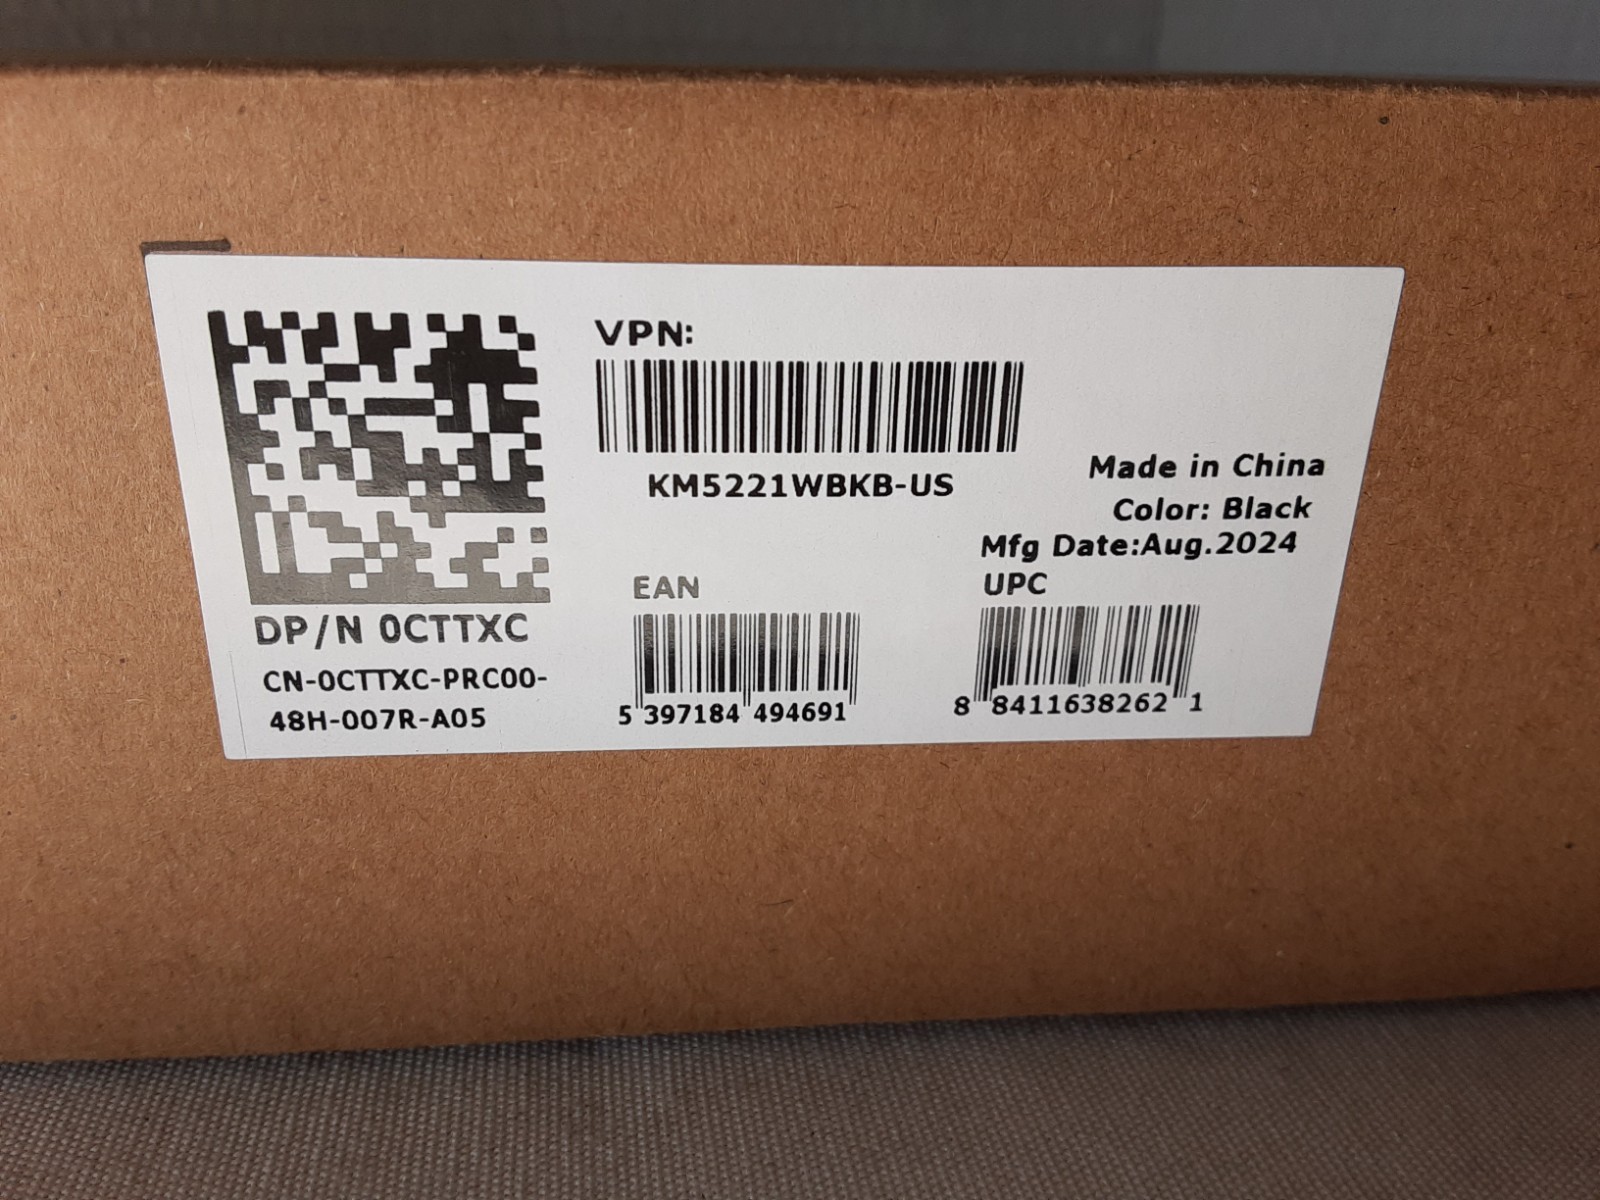 VPN:
KM5221WBKB-US
Made in China
Color: Black
Mfg Date:Aug.2024
DP/N 0CTTXC
CN-0CTTXC-PRC00-
48H-007R-A05
EAN
5 397184 494691
UPC
8 8411638262 1